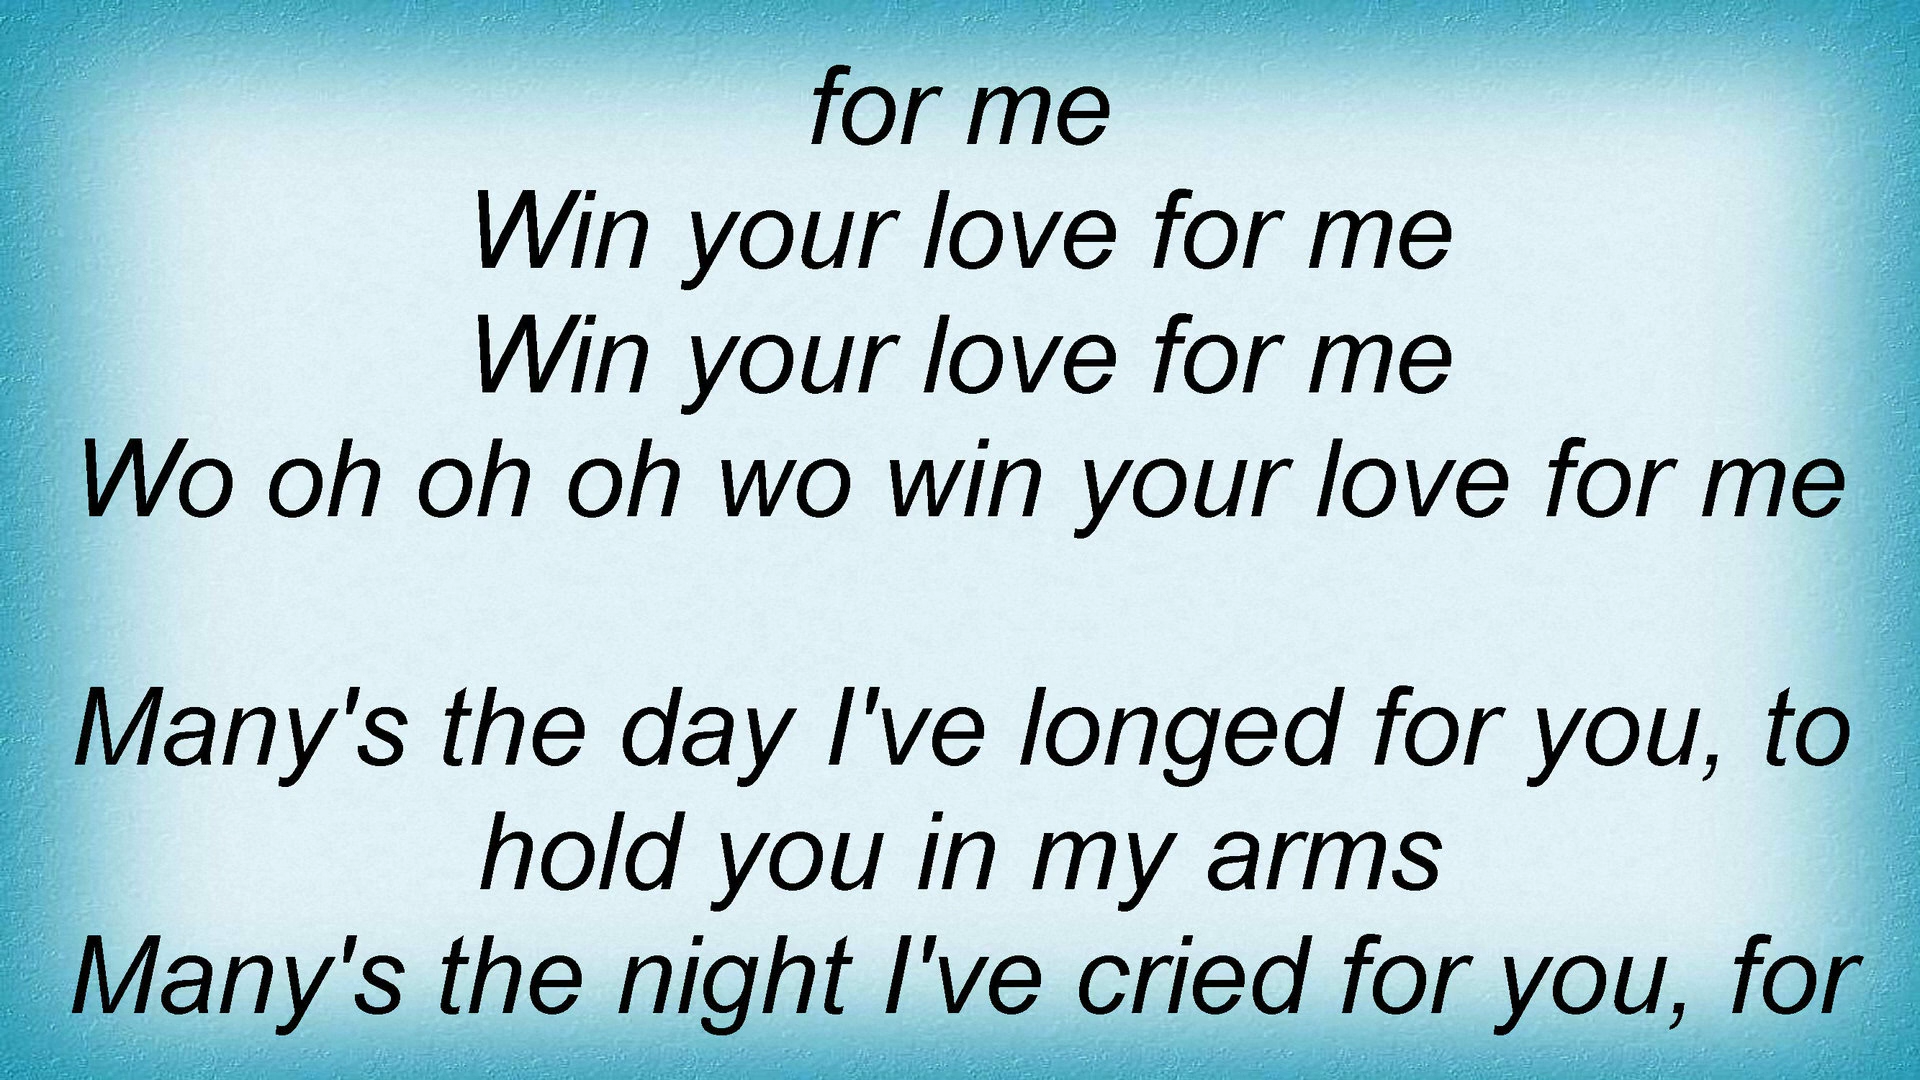 for me
Win your love for me
Win your love for me
Wo oh oh oh wo win your love for me
Many's the day I've longed for you, to
hold you in my arms
Many's the night I've cried for you, for